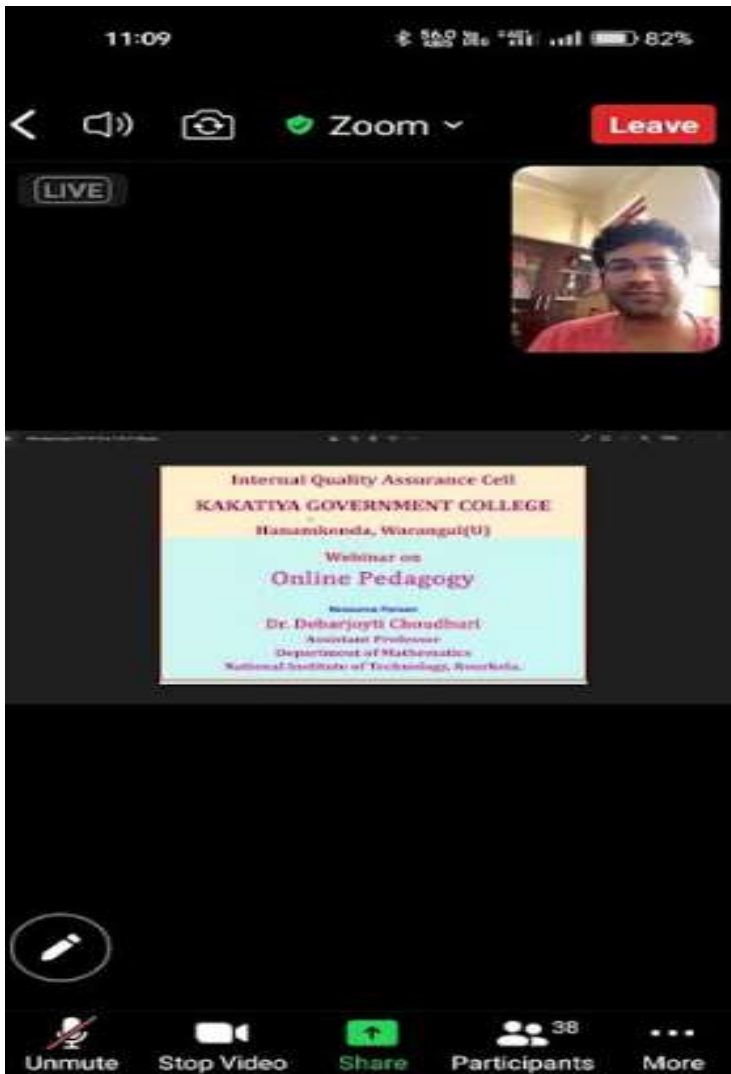 11:09
82%
Zoom
Leave
LIVE
Internal Quality Assurance Cell
KAKATIYA GOVERNMENT COLLEGE
Hanamkonda, Warangal(U)
Webinar on
Online Pedagogy
Resource Person
Dr. Debarjoyti Choudhuri
Assistant Professor
Department of Mathematics
National Institute of Technology, Rourkela.
38
Unmute
Stop Video
Share
Participants
More